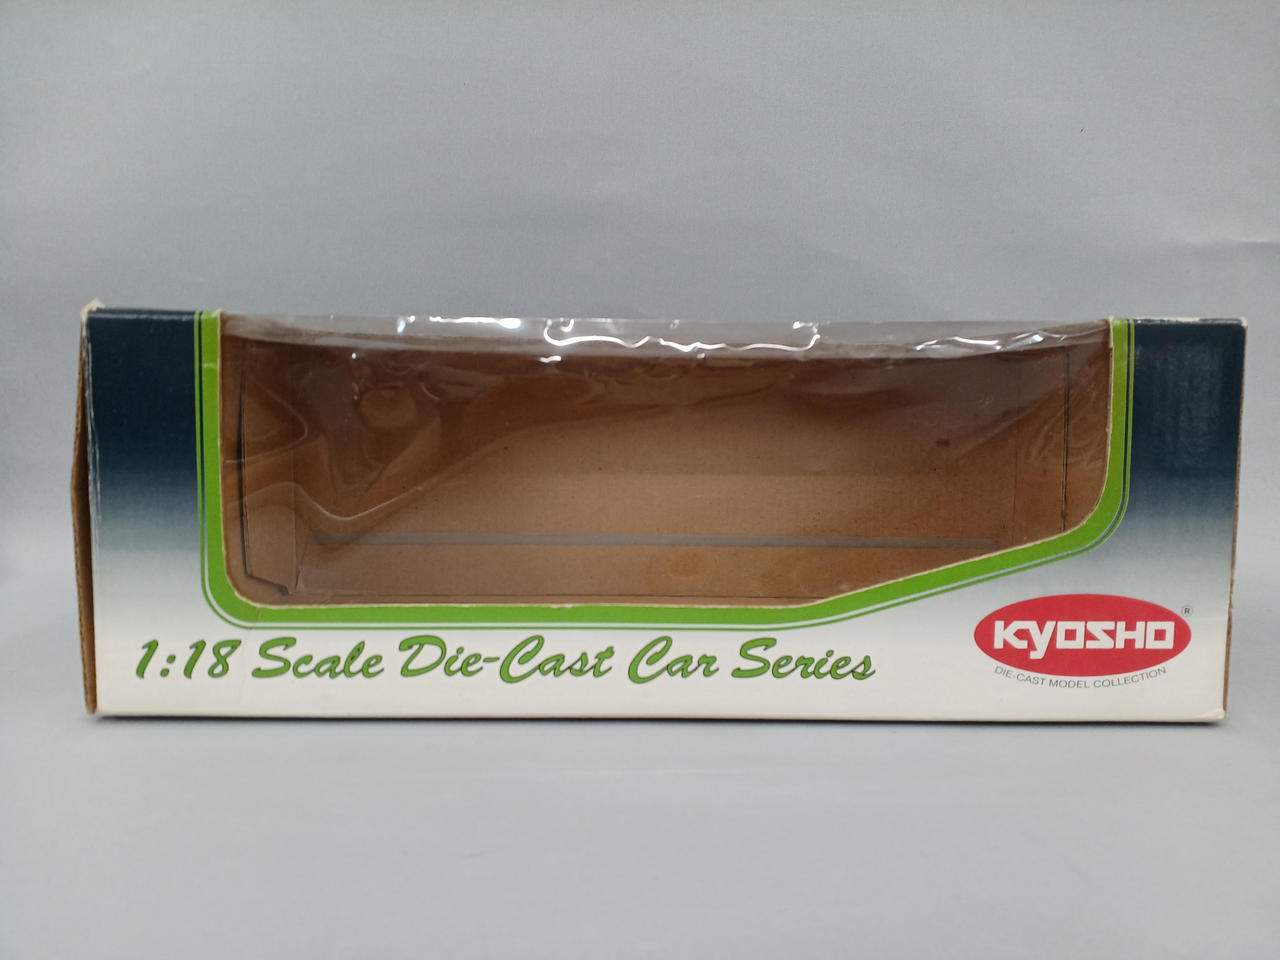 1:18 Scale Die-Cast Car Series
KYOSHO®
DIE-CAST MODEL COLLECTION